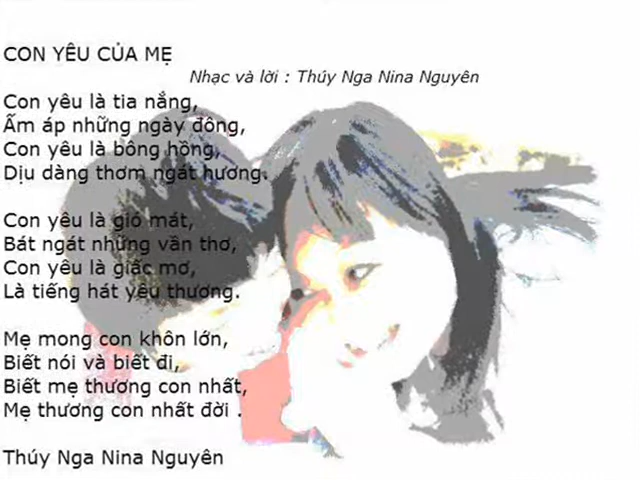 CON YÊU CỦA MẸ
Nhạc và lời : Thúy Nga Nina Nguyên
Con yêu là tia nắng,
Ấm áp những ngày đông,
Con yêu là bông hồng,
Dịu dàng thơm ngát hương.
Con yêu là gió mát,
Bát ngát những vần thơ,
Con yêu là giấc mơ,
Là tiếng hát yêu thương.
Mẹ mong con khôn lớn,
Biết nói và biết đi,
Biết mẹ thương con nhất,
Mẹ thương con nhất đời .
Thúy Nga Nina Nguyên